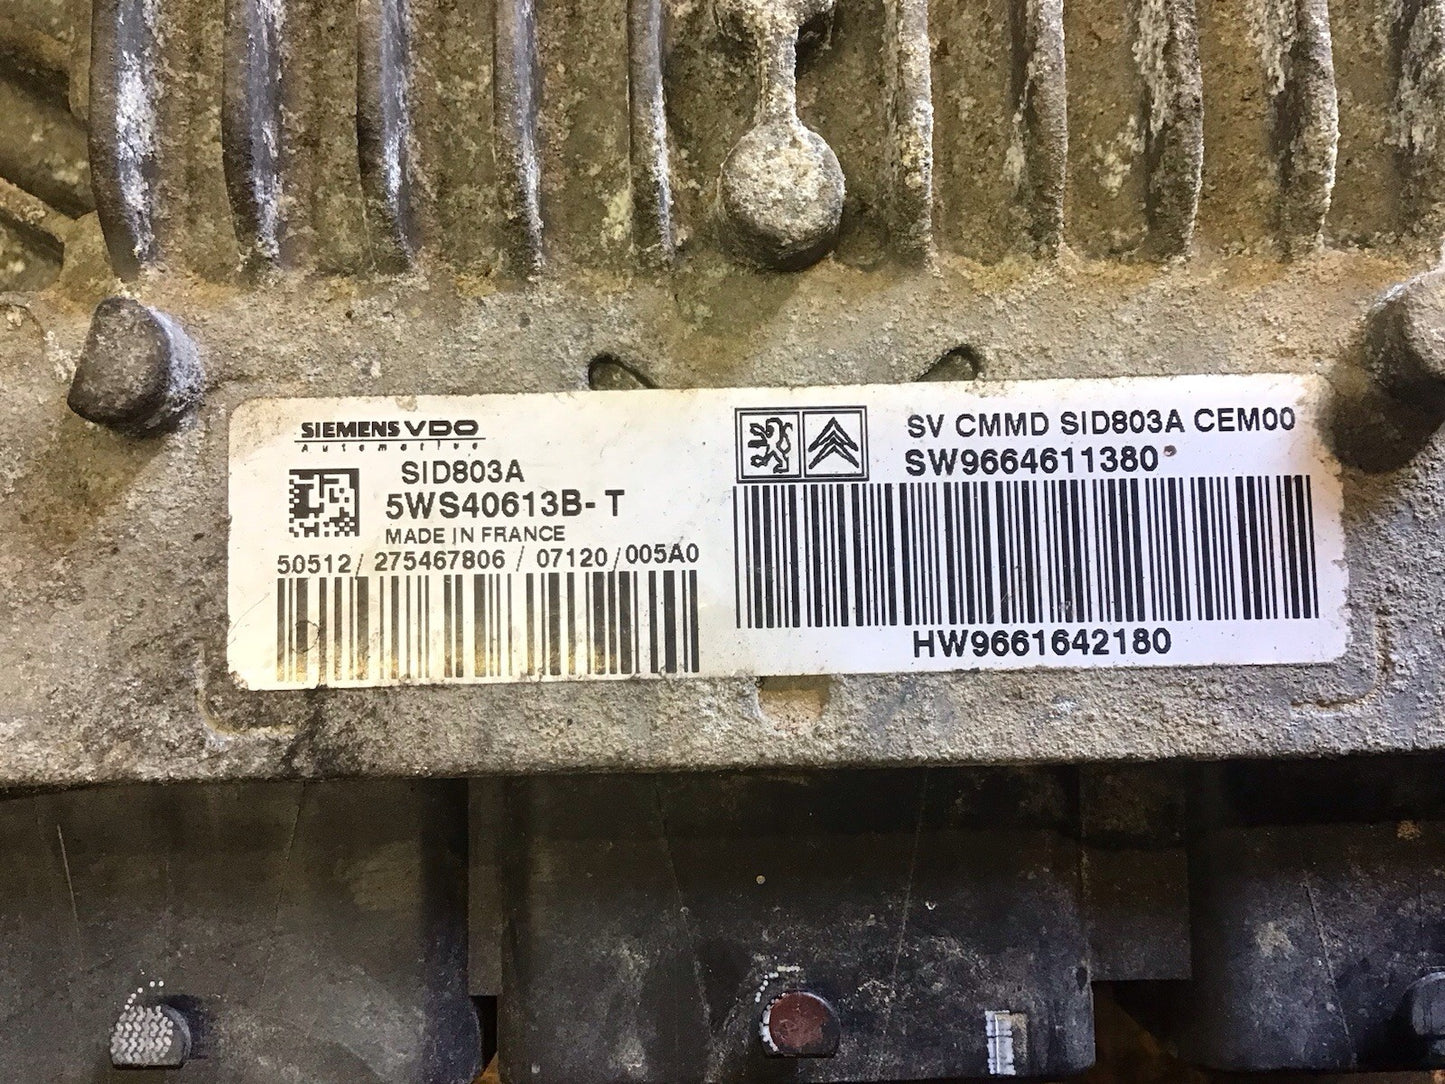 SIEMENS VDO
Automotive
SID803A
5WS40613B-T
MADE IN FRANCE
50512 / 275467806 / 07120 / 005A0
SV CMMD SID803A CEM00
SW9664611380
HW9661642180